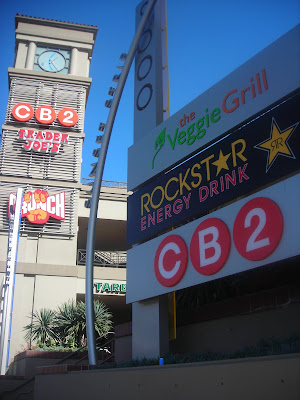 CB2
TRADER
JOE'S
CRUNCH
the
Veggie Grill
ROCKSTAR
ENERGY DRINK
R
CB2